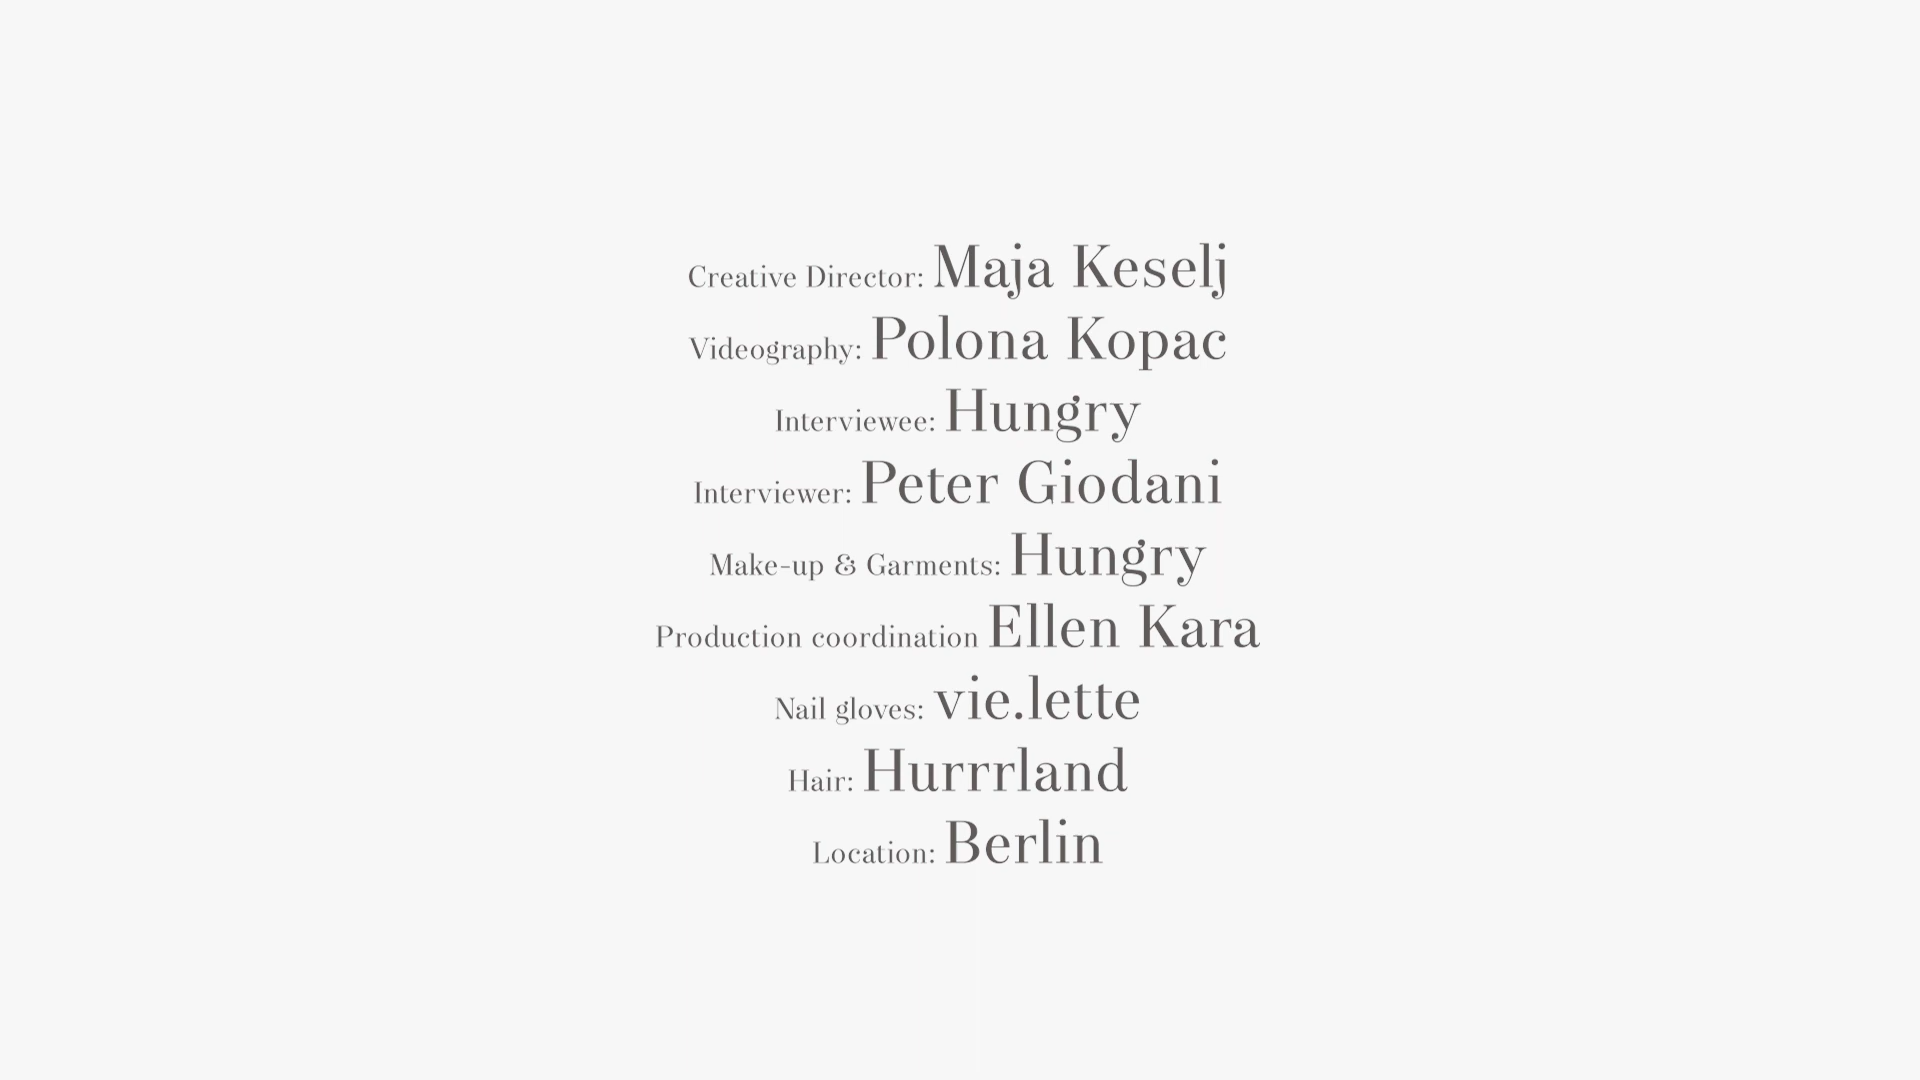 Creative Director: Maja Keselj
Videography: Polona Kopac
Interviewee: Hungry
Interviewer: Peter Giodani
Make-up & Garments: Hungry
Production coordination Ellen Kara
Nail gloves: vie.lette
Hair: Hurrrland
Location: Berlin